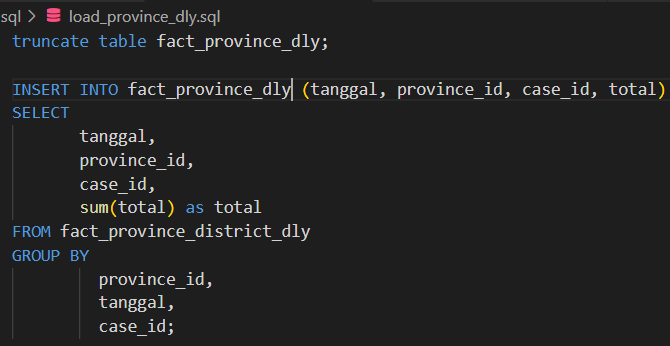 sql > load_province_dly.sql
truncate table fact_province_dly;
INSERT INTO fact_province_dly (tanggal, province_id, case_id, total)
SELECT
tanggal,
province_id,
case_id,
sum(total) as total
FROM fact_province_district_dly
GROUP BY
province_id,
tanggal,
case_id;